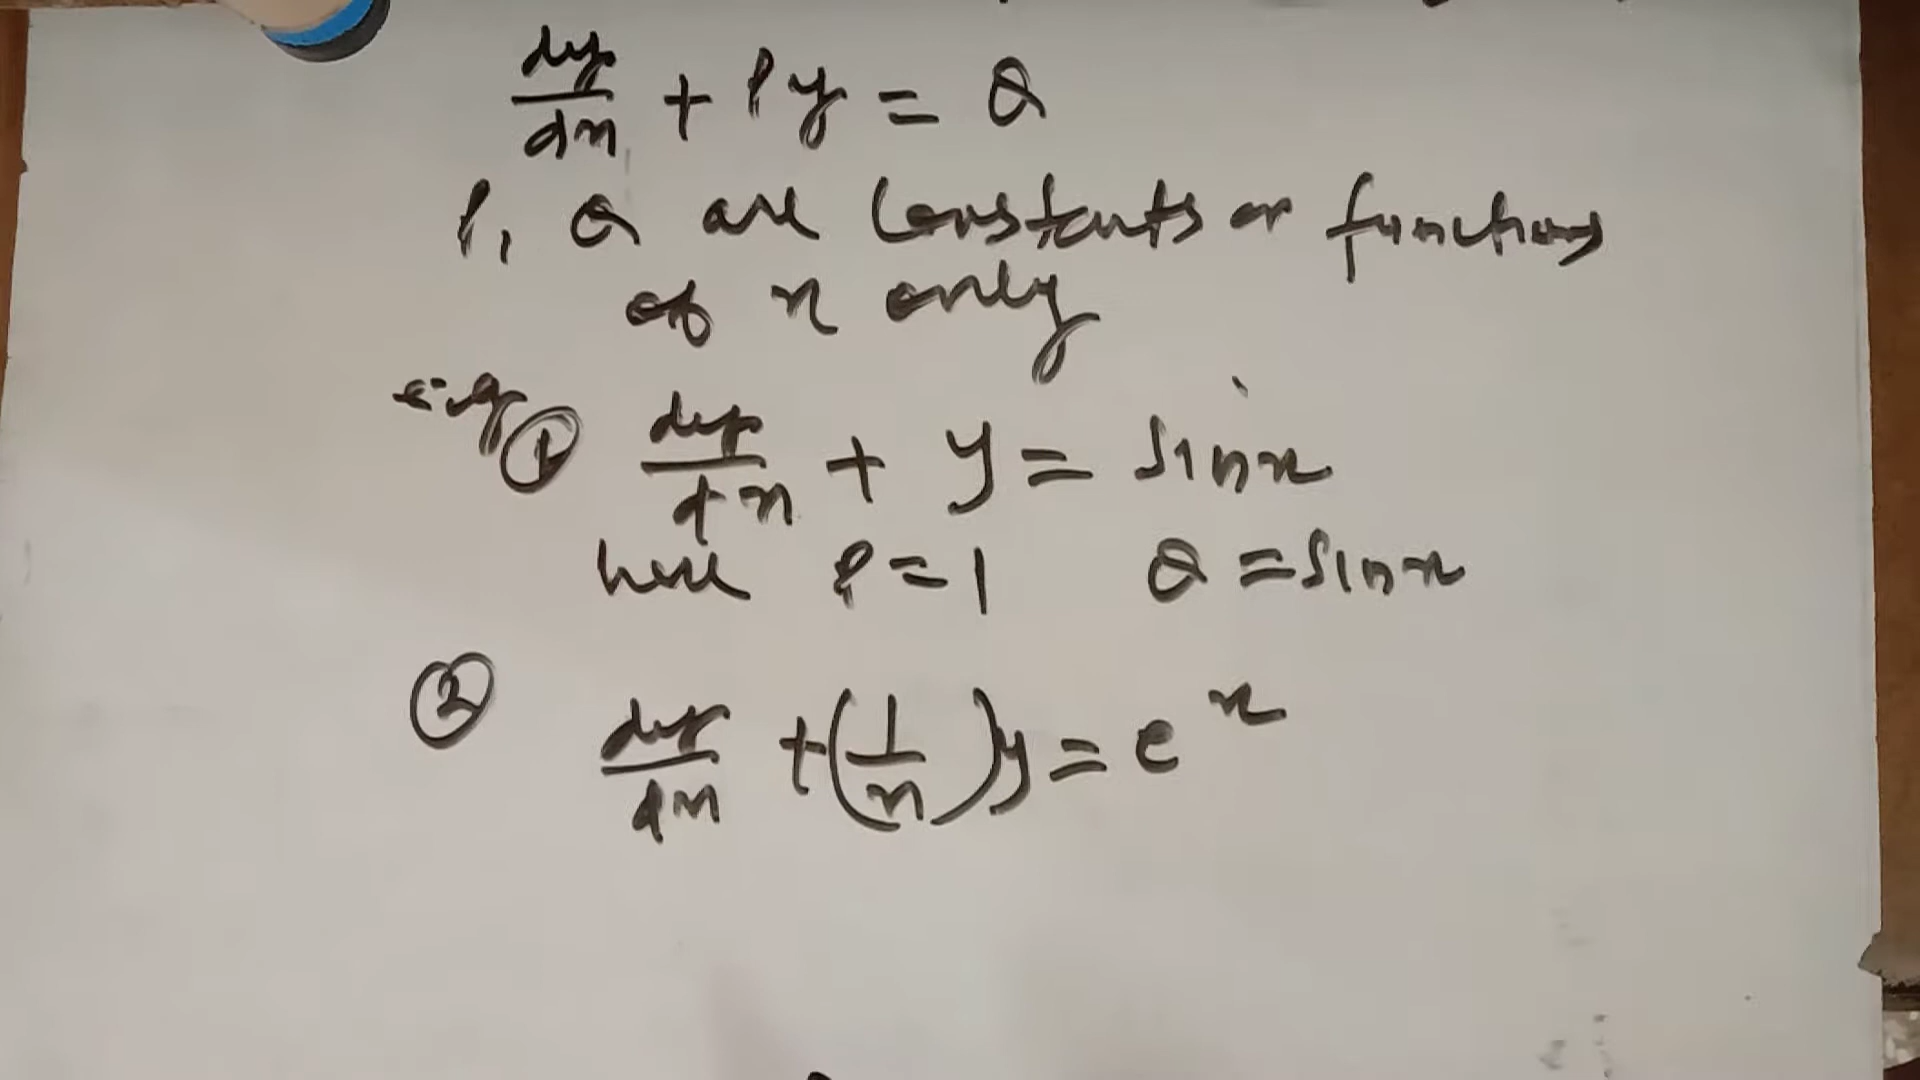 dy/dx + Py = Q
P, Q are constants or functions
of x only
e.g ① dy/dx + y = sinx
here P = 1 Q = sinx
② dy/dx + (1/x)y = e^x